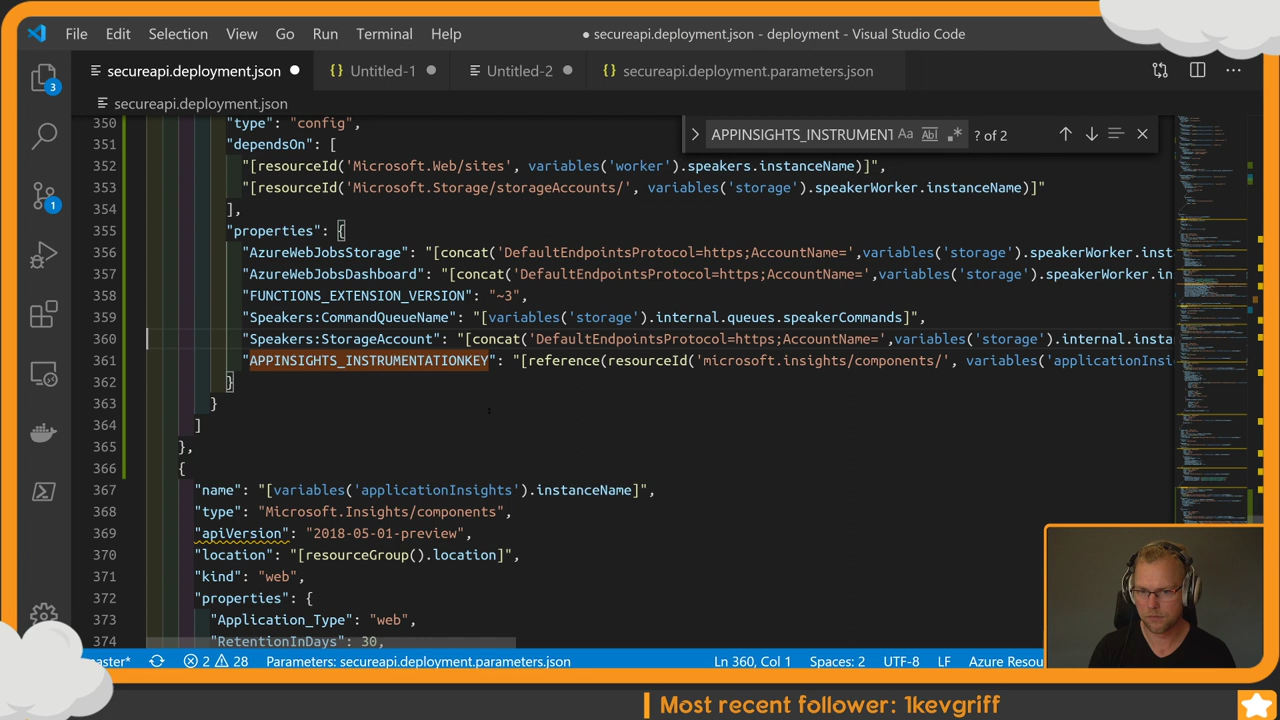 File Edit Selection View Go Run Terminal Help
● secureapi.deployment.json - deployment - Visual Studio Code
secureapi.deployment.json ● {} Untitled-1 ● Untitled-2 ● {} secureapi.deployment.parameters.json
secureapi.deployment.json
APPINSIGHTS_INSTRUMENT Aa Ab, .* ? of 2
350 "type": "config",
351 "dependsOn": [
352 "[resourceId('Microsoft.Web/sites', variables('worker').speaker.instanceName)]",
353 "[resourceId('Microsoft.Storage/storageAccounts/', variables('storage').speakerWorker.instanceName)]"
354 ],
355 "properties": {
356 "AzureWebJobsStorage": "[concat('DefaultEndpointsProtocol=https;AccountName=',variables('storage').speakerWorker.inst
357 "AzureWebJobsDashboard": "[concat('DefaultEndpointsProtocol=https;AccountName=',variables('storage').speakerWorker.in
358 "FUNCTIONS_EXTENSION_VERSION": "~3",
359 "Speakers:CommandQueueName": "[variables('storage').internal.queues.speakerCommands]",
360 "Speakers:StorageAccount": "[concat('DefaultEndpointsProtocol=https;AccountName=',variables('storage').internal.insta
361 "APPINSIGHTS_INSTRUMENTATIONKEY": "[reference(resourceId('microsoft.insights/components', variables('applicationInsi
362 }
363 }
364 ]
365 },
366 {
367 "name": "[variables('applicationInsights').instanceName]",
368 "type": "Microsoft.Insights/components",
369 "apiVersion": "2018-05-01-preview",
370 "location": "[resourceGroup().location]",
371 "kind": "web",
372 "properties": {
373 "Application_Type": "web",
374 "RetentionInDays": 30,
3
1
aster* 2 28 Parameters: secureapi.deployment.parameters.json Ln 360, Col 1 Spaces: 2 UTF-8 LF Azure Resou
Most recent follower: 1kevgriff